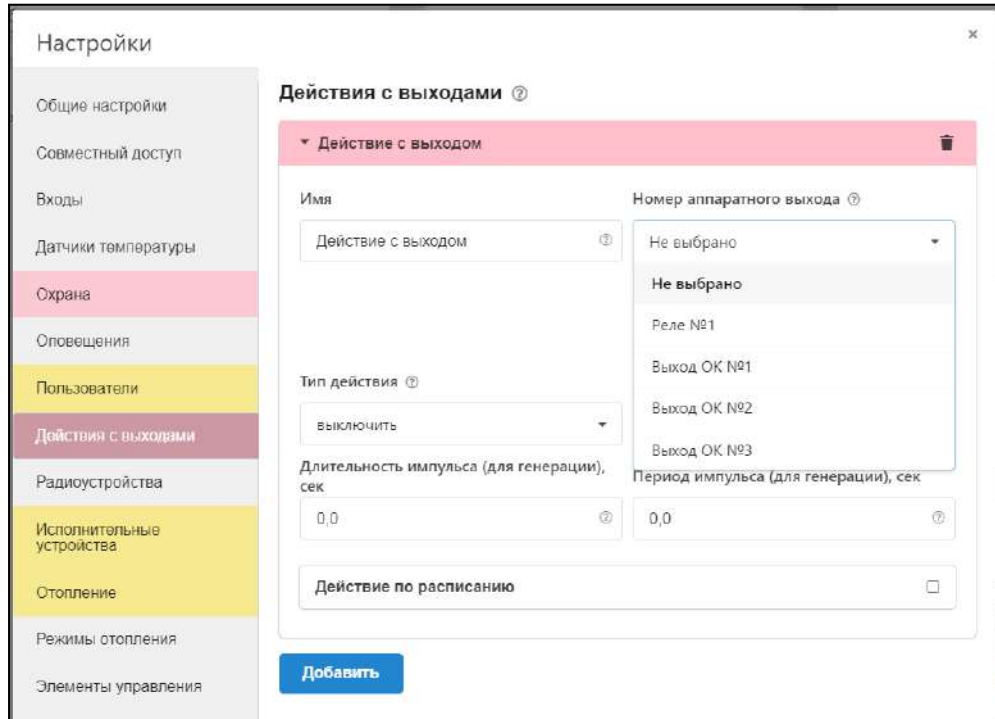 Настройки
×
Общие настройки
Совместный доступ
Входы
Датчики температуры
Охрана
Оповещения
Пользователи
Действия с выходами
Радиоустройства
Исполнительные
устройства
Отопление
Режимы отопления
Элементы управления
Действия с выходами ?
Действие с выходом
Имя
Действие с выходом ?
Номер аппаратного выхода ?
Не выбрано
Не выбрано
Реле №1
Выход ОК №1
Выход ОК №2
Выход ОК №3
Тип действия ?
выключить
Длительность импульса (для генерации),
сек
0,0 ?
Период импульса (для генерации), сек
0,0 ?
Действие по расписанию
Добавить